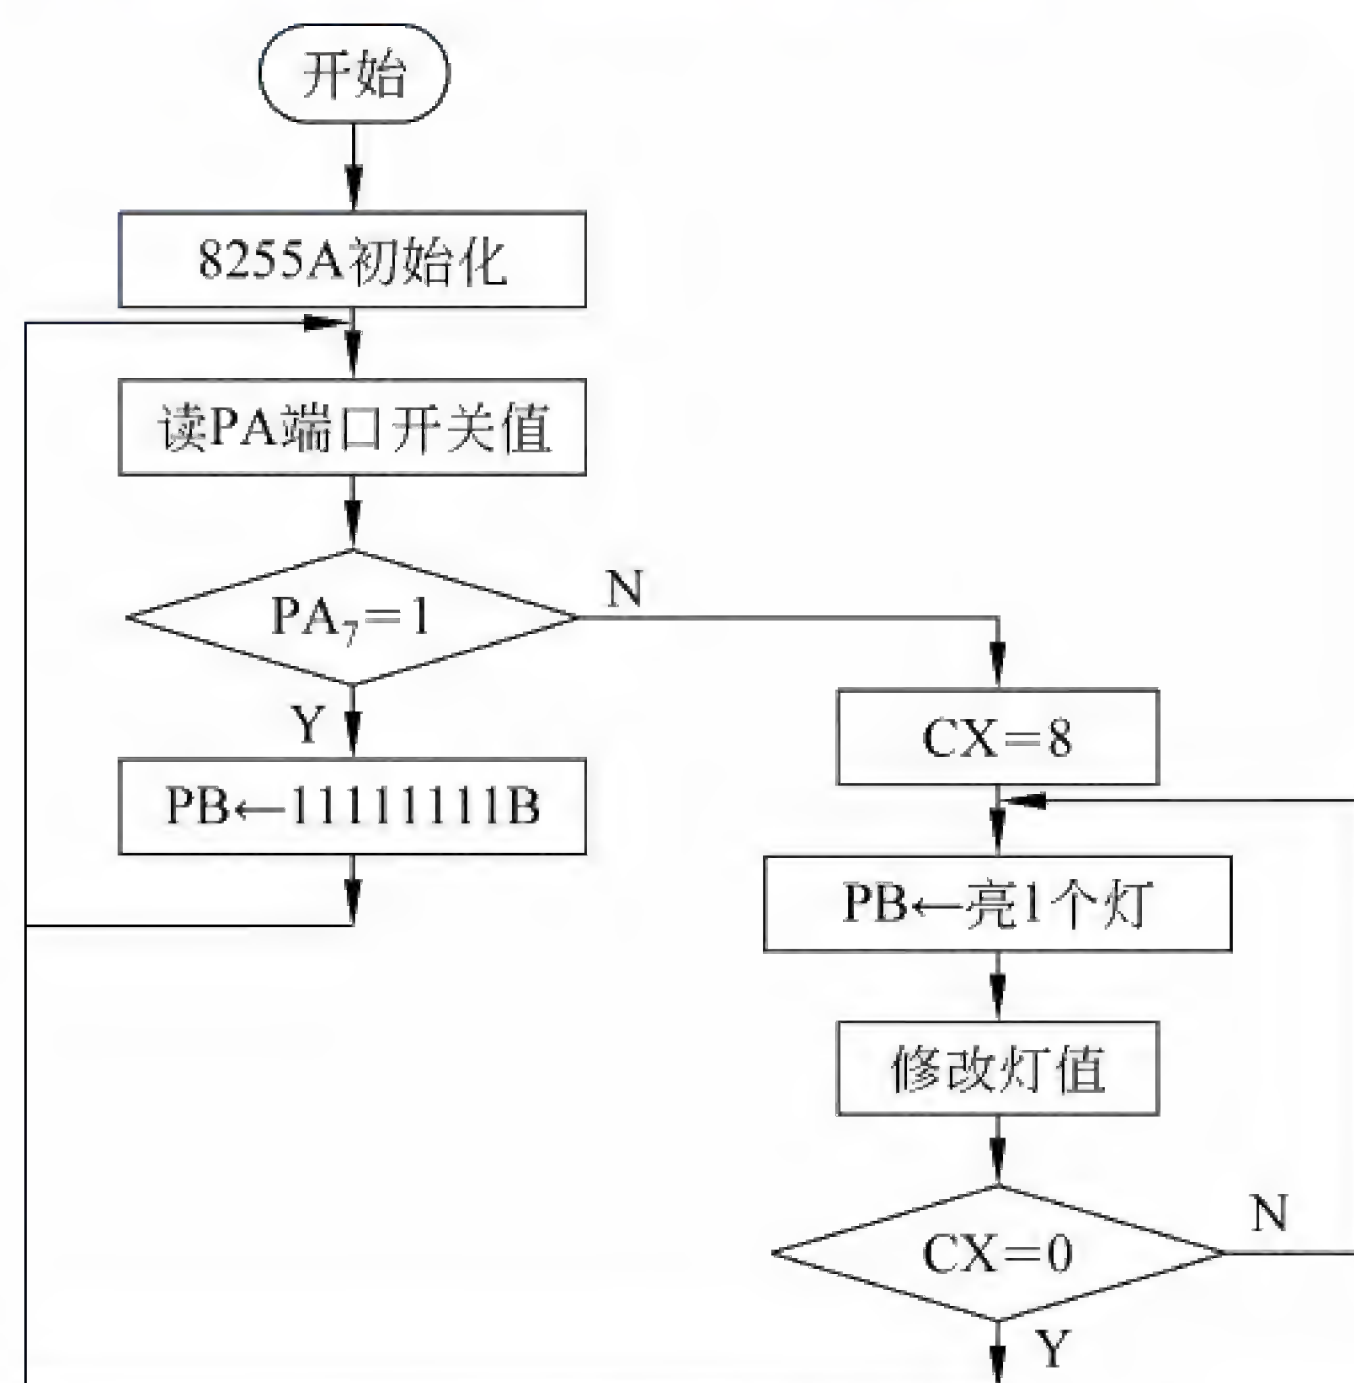 开始
8255A初始化
读PA端口开关值
PA₇=1
N
Y
PB←11111111B
CX=8
PB←亮1个灯
修改灯值
CX=0
N
Y